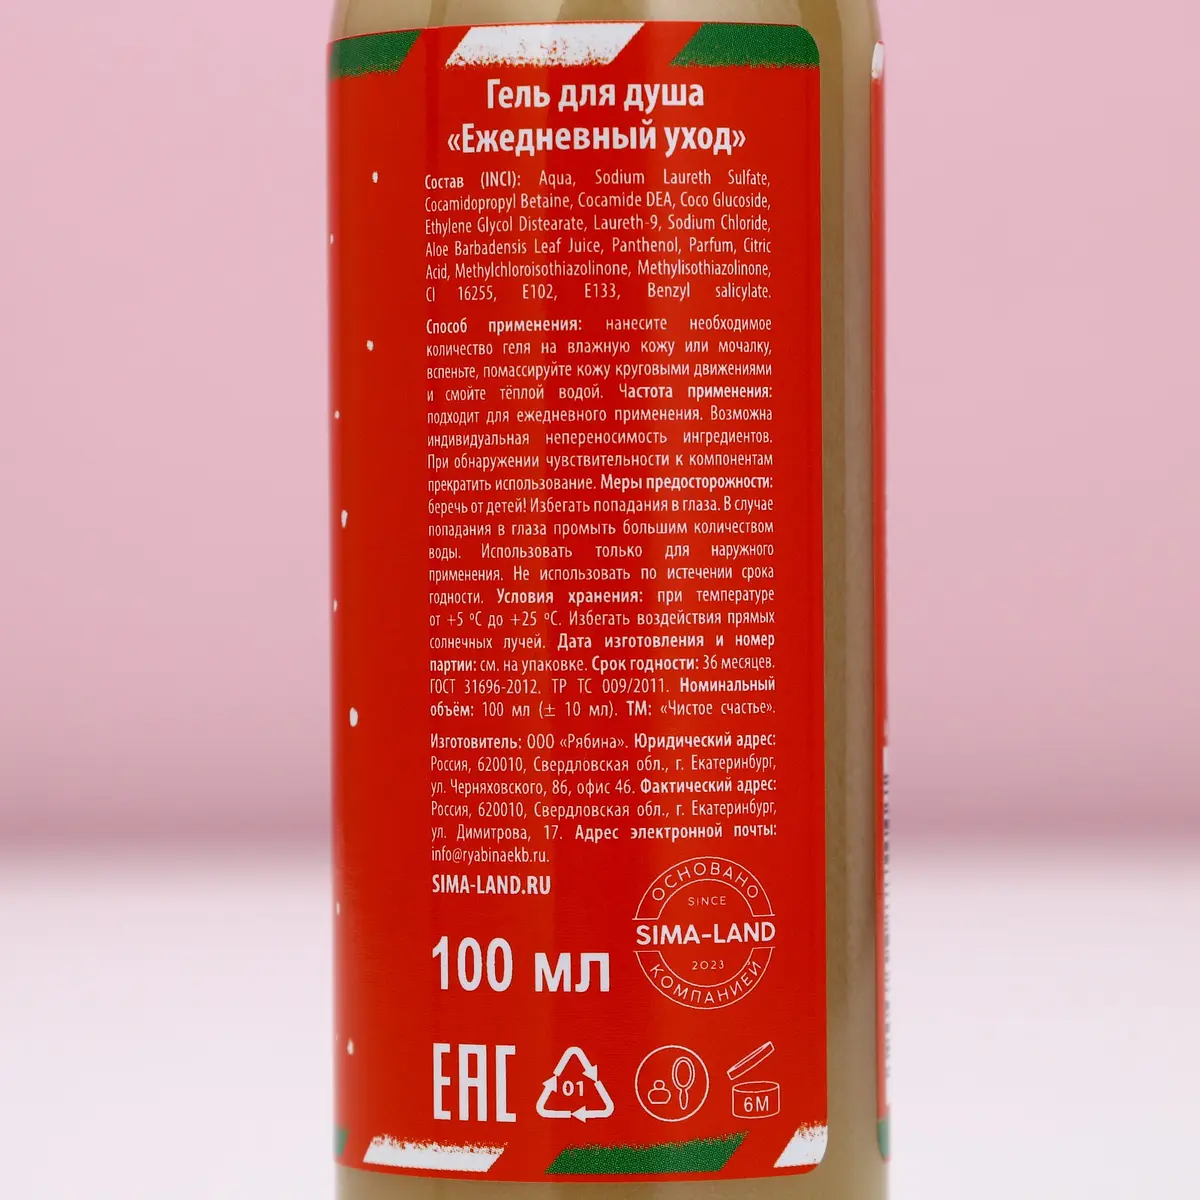 Гель для душа
«Ежедневный уход»
Состав (INCI): Aqua, Sodium Laureth Sulfate,
Cocamidopropyl Betaine, Cocamide DEA, Coco Glucoside,
Ethylene Glycol Distearate, Laureth-9, Sodium Chloride,
Aloe Barbadensis Leaf Juice, Panthenol, Parfum, Citric
Acid, Methylchloroisothiazolinone, Methylisothiazolinone,
CI 16255, E102, E133, Benzyl salicylate.
Способ применения: нанесите необходимое
количество геля на влажную кожу или мочалку,
вспеньте, помассируйте кожу круговыми движениями
и смойте тёплой водой. Частота применения:
подходит для ежедневного применения. Возможна
индивидуальная непереносимость ингредиентов.
При обнаружении чувствительности к компонентам
прекратить использование. Меры предосторожности:
беречь от детей! Избегать попадания в глаза. В случае
попадания в глаза промыть большим количеством
воды. Использовать только для наружного
применения. Не использовать по истечении срока
годности. Условия хранения: при температуре
от +5 ºC до +25 ºC. Избегать воздействия прямых
солнечных лучей. Дата изготовления и номер
партии: см. на упаковке. Срок годности: 36 месяцев.
ГОСТ 31696-2012. ТР ТС 009/2011. Номинальный
объём: 100 мл (± 10 мл). ТМ: «Чистое счастье».
Изготовитель: ООО «Рябина». Юридический адрес:
Россия, 620010, Свердловская обл., г. Екатеринбург,
ул. Черняховского, 86, офис 46. Фактический адрес:
Россия, 620010, Свердловская обл., г. Екатеринбург,
ул. Димитрова, 17. Адрес электронной почты:
info@ryabinaekb.ru.
SIMA-LAND.RU
100 мл
ОСНОВАНО
SINCE
SIMA-LAND
2023
КОМПАНИЕЙ
EAC
01
6M